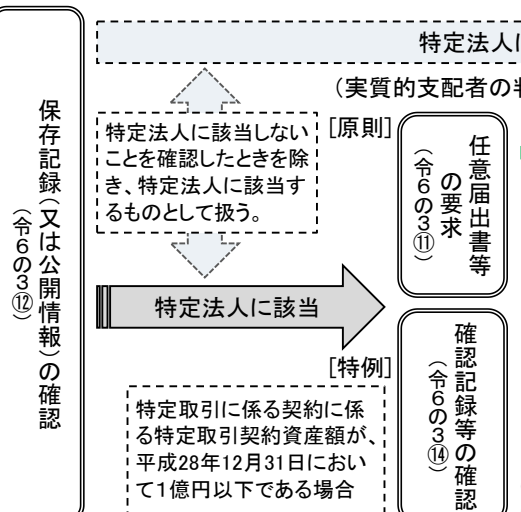 特定法人に
(実質的支配者の判
保存記録(又は公開情報)の確認
(令6の3⑫)
特定法人に該当しない
ことを確認したときを除
き、特定法人に該当す
るものとして扱う。
[原則]
任意届出書等
の要求
(令6の3⑪)
特定法人に該当
[特例]
特定取引に係る契約に係
る特定取引契約資産額が、
平成28年12月31日におい
て1億円以下である場合
確認記録等の確認
(令6の3⑭)